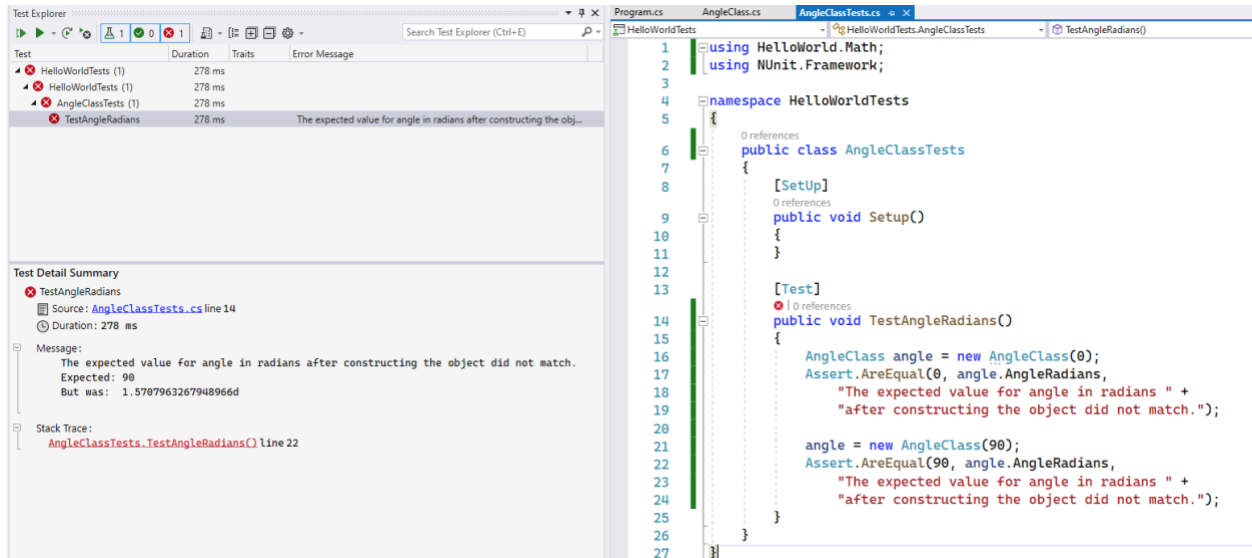 Test Explorer
1 0 1 Search Test Explorer (Ctrl+E)
Test Duration Traits Error Message
HelloWorldTests (1) 278 ms
HelloWorldTests (1) 278 ms
AngleClassTests (1) 278 ms
TestAngleRadians 278 ms The expected value for angle in radians after constructing the obj...
Test Detail Summary
TestAngleRadians
Source: AngleClassTests.cs line 14
Duration: 278 ms
Message:
The expected value for angle in radians after constructing the object did not match.
Expected: 90
But was: 1.5707963267948966d
Stack Trace:
AngleClassTests.TestAngleRadians() line 22
Program.cs AngleClass.cs AngleClassTests.cs
HelloWorldTests HelloWorldTests.AngleClassTests TestAngleRadians()
1 using HelloWorld.Math;
2 using NUnit.Framework;
3
4 namespace HelloWorldTests
5 {
0 references
6 public class AngleClassTests
7 {
8 [SetUp]
0 references
9 public void Setup()
10 {
11 }
12
13 [Test]
0 references
14 public void TestAngleRadians()
15 {
16 AngleClass angle = new AngleClass(0);
17 Assert.AreEqual(0, angle.AngleRadians,
18 "The expected value for angle in radians " +
19 "after constructing the object did not match.");
20
21 angle = new AngleClass(90);
22 Assert.AreEqual(90, angle.AngleRadians,
23 "The expected value for angle in radians " +
24 "after constructing the object did not match.");
25 }
26 }
27 }